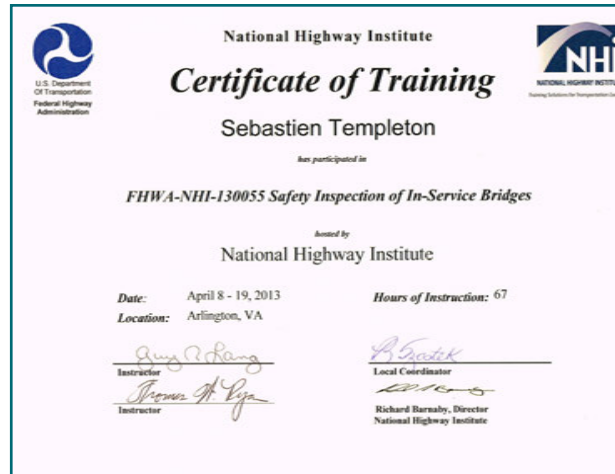 National Highway Institute
Certificate of Training
U.S. Department
Of Transportation
Federal Highway
Administration
NHI
NATIONAL HIGHWAY INSTITUTE
Sebastien Templeton
has participated in
FHWA-NHI-130055 Safety Inspection of In-Service Bridges
hosted by
National Highway Institute
Date: April 8 - 19, 2013
Hours of Instruction: 67
Location: Arlington, VA
Instructor
Local Coordinator
Thomas W. Ryan
Instructor
Richard Barnaby, Director
National Highway Institute